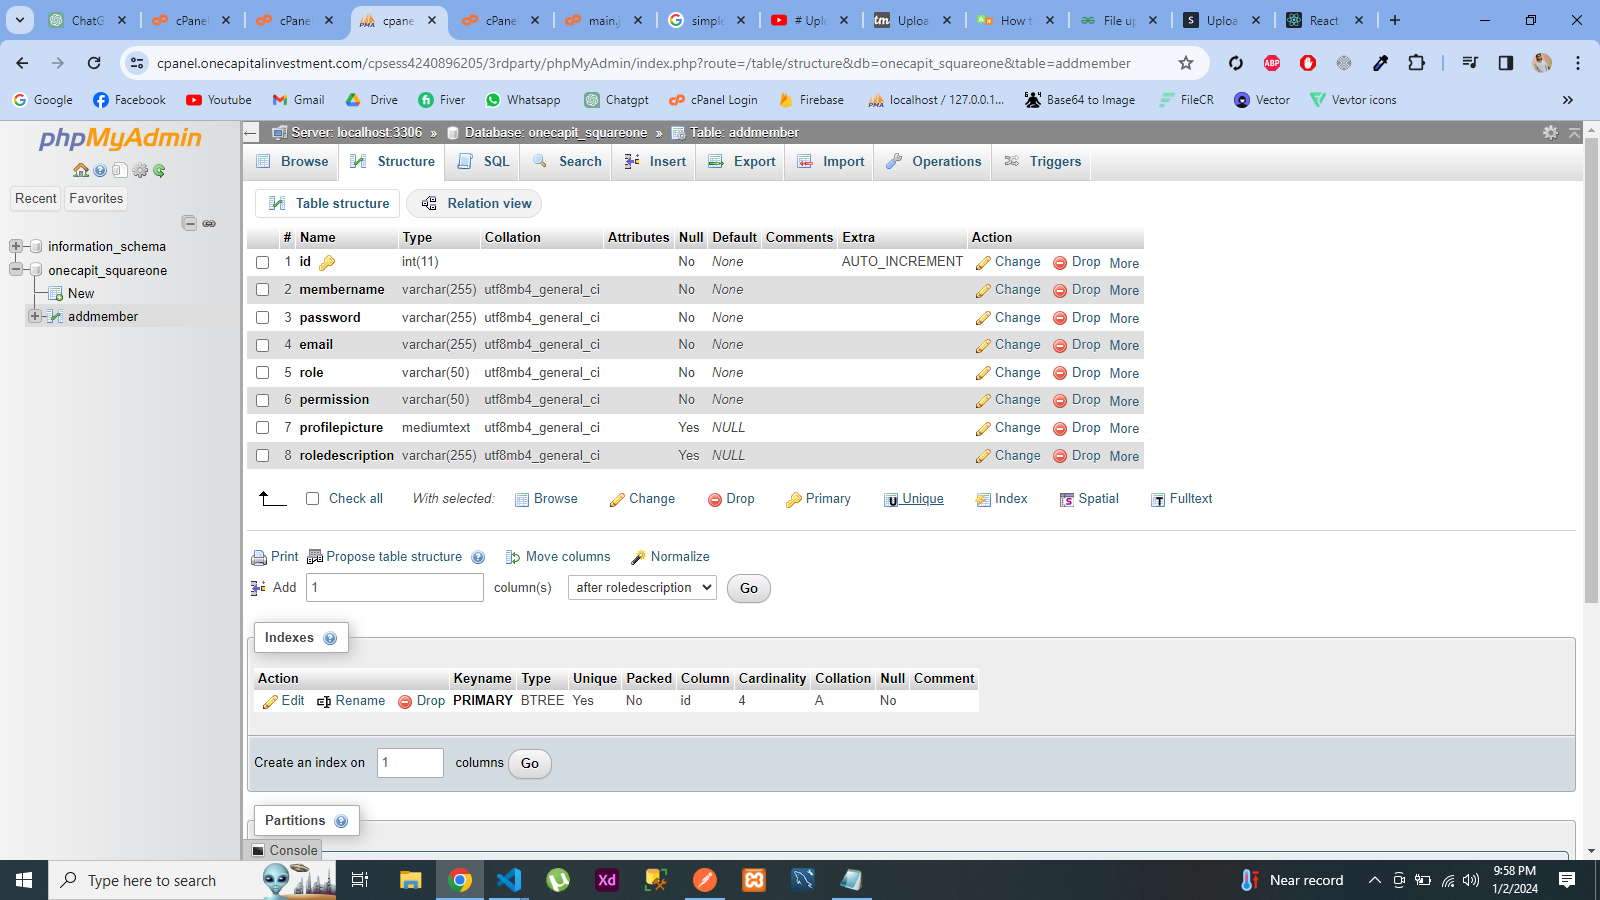 ChatG
cPanel
cPanel
cpane
cPanel
main.j
simple
# Uplo
Uploa
How t
File up
Uploa
React
cpanel.onecapitalinvestment.com/cpsess4240896205/3rdparty/phpMyAdmin/index.php?route=/table/structure&db=onecapit_squareone&table=addmember
Google
Facebook
Youtube
Gmail
Drive
Fiver
Whatsapp
Chatgpt
cPanel Login
Firebase
localhost / 127.0.0.1...
Base64 to Image
FileCR
Vector
Vevtor icons
phpMyAdmin
Recent
Favorites
information_schema
onecapit_squareone
New
addmember
Server: localhost:3306 » Database: onecapit_squareone » Table: addmember
Browse
Structure
SQL
Search
Insert
Export
Import
Operations
Triggers
Table structure
Relation view
# Name Type Collation Attributes Null Default Comments Extra Action
1 id int(11) No None AUTO_INCREMENT Change Drop More
2 membername varchar(255) utf8mb4_general_ci No None Change Drop More
3 password varchar(255) utf8mb4_general_ci No None Change Drop More
4 email varchar(255) utf8mb4_general_ci No None Change Drop More
5 role varchar(50) utf8mb4_general_ci No None Change Drop More
6 permission varchar(50) utf8mb4_general_ci No None Change Drop More
7 profilepicture mediumtext utf8mb4_general_ci Yes NULL Change Drop More
8 roledescription varchar(255) utf8mb4_general_ci Yes NULL Change Drop More
Check all With selected: Browse Change Drop Primary Unique Index Spatial Fulltext
Print Propose table structure Move columns Normalize
Add 1 column(s) after roledescription Go
Indexes
Action Keyname Type Unique Packed Column Cardinality Collation Null Comment
Edit Rename Drop PRIMARY BTREE Yes No id 4 A No
Create an index on 1 columns Go
Partitions
Console
Type here to search
Near record
9:58 PM
1/2/2024